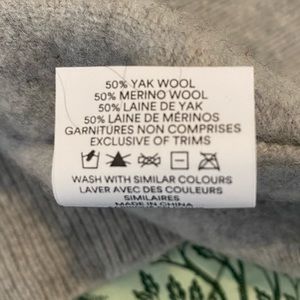 50% YAK WOOL
50% MERINO WOOL
50% LAINE DE YAK
50% LAINE DE MÉRINOS
GARNITURES NON COMPRISES
EXCLUSIVE OF TRIMS
WASH WITH SIMILAR COLOURS
LAVER AVEC DES COULEURS
SIMILAIRES
MADE IN CHINA